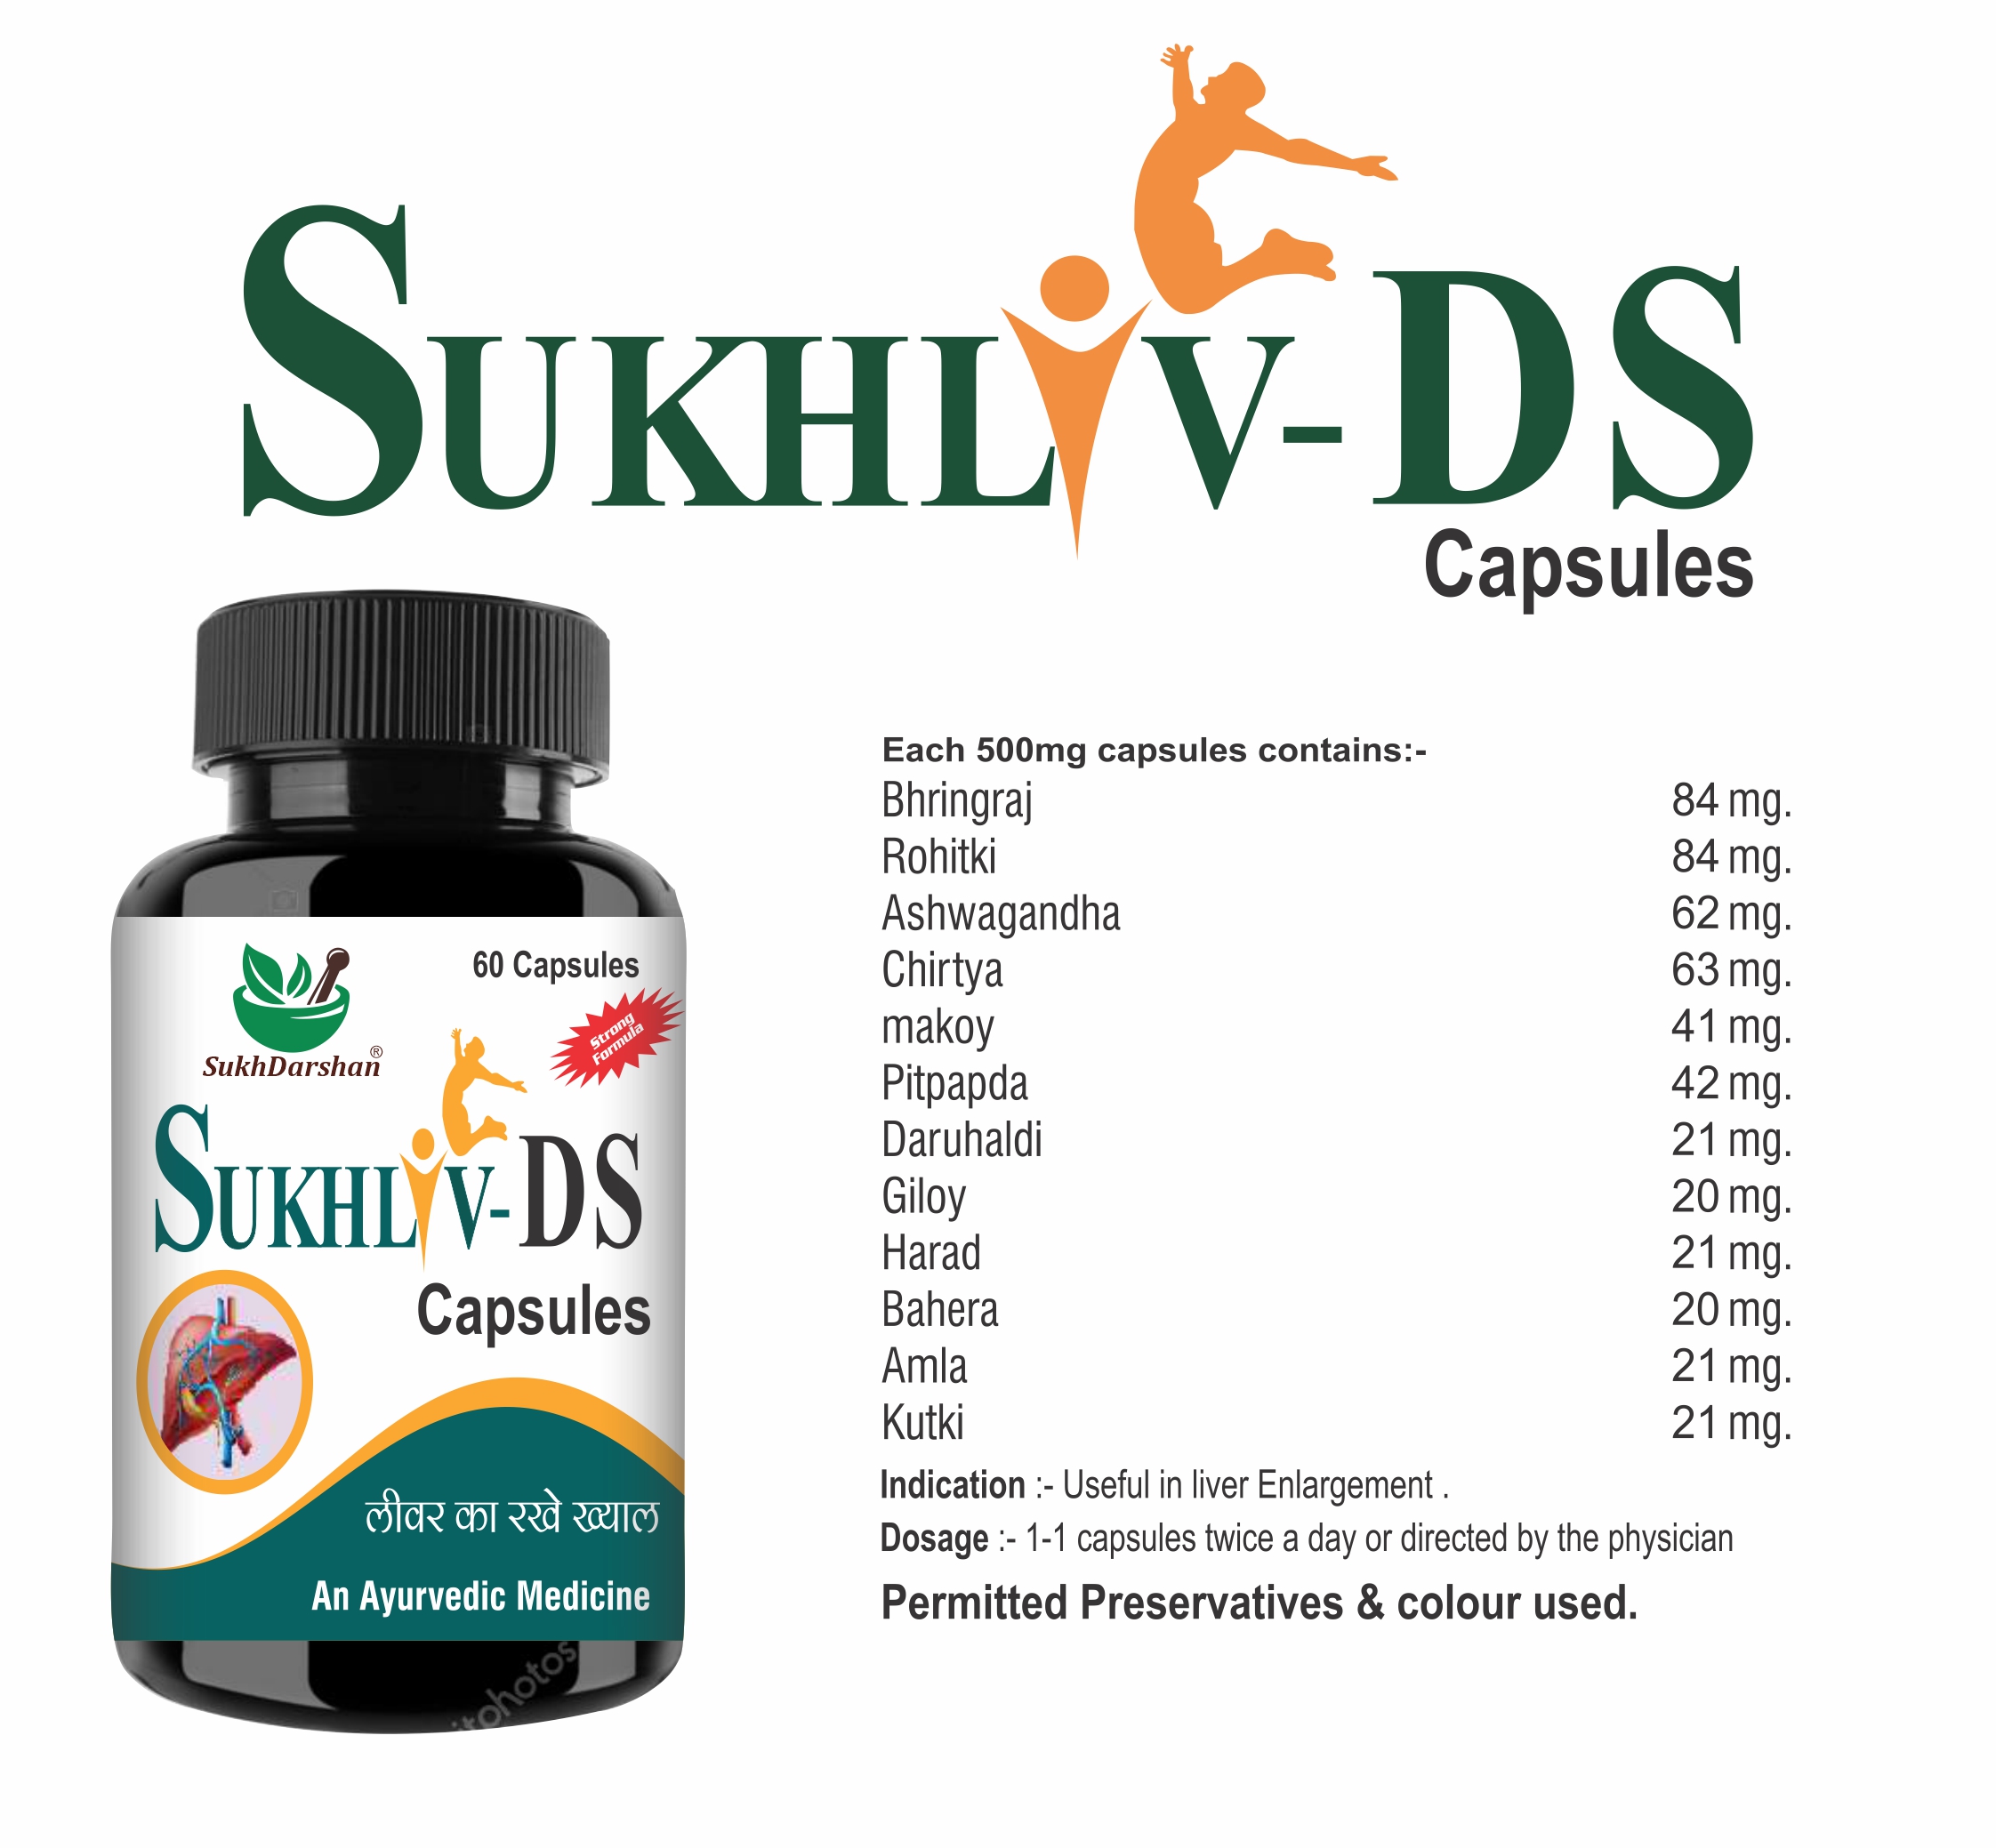 SUKHLIV-DS
Capsules
60 Capsules
Strong
Formula
SukhDarshan®
SUKHLIV-DS
Capsules
लीवर का रखे ख्याल
An Ayurvedic Medicine
Each 500mg capsules contains:-
Bhringraj 84 mg.
Rohitki 84 mg.
Ashwagandha 62 mg.
Chirtya 63 mg.
makoy 41 mg.
Pitpapda 42 mg.
Daruhaldi 21 mg.
Giloy 20 mg.
Harad 21 mg.
Bahera 20 mg.
Amla 21 mg.
Kutki 21 mg.
Indication :- Useful in liver Enlargement .
Dosage :- 1-1 capsules twice a day or directed by the physician
Permitted Preservatives & colour used.